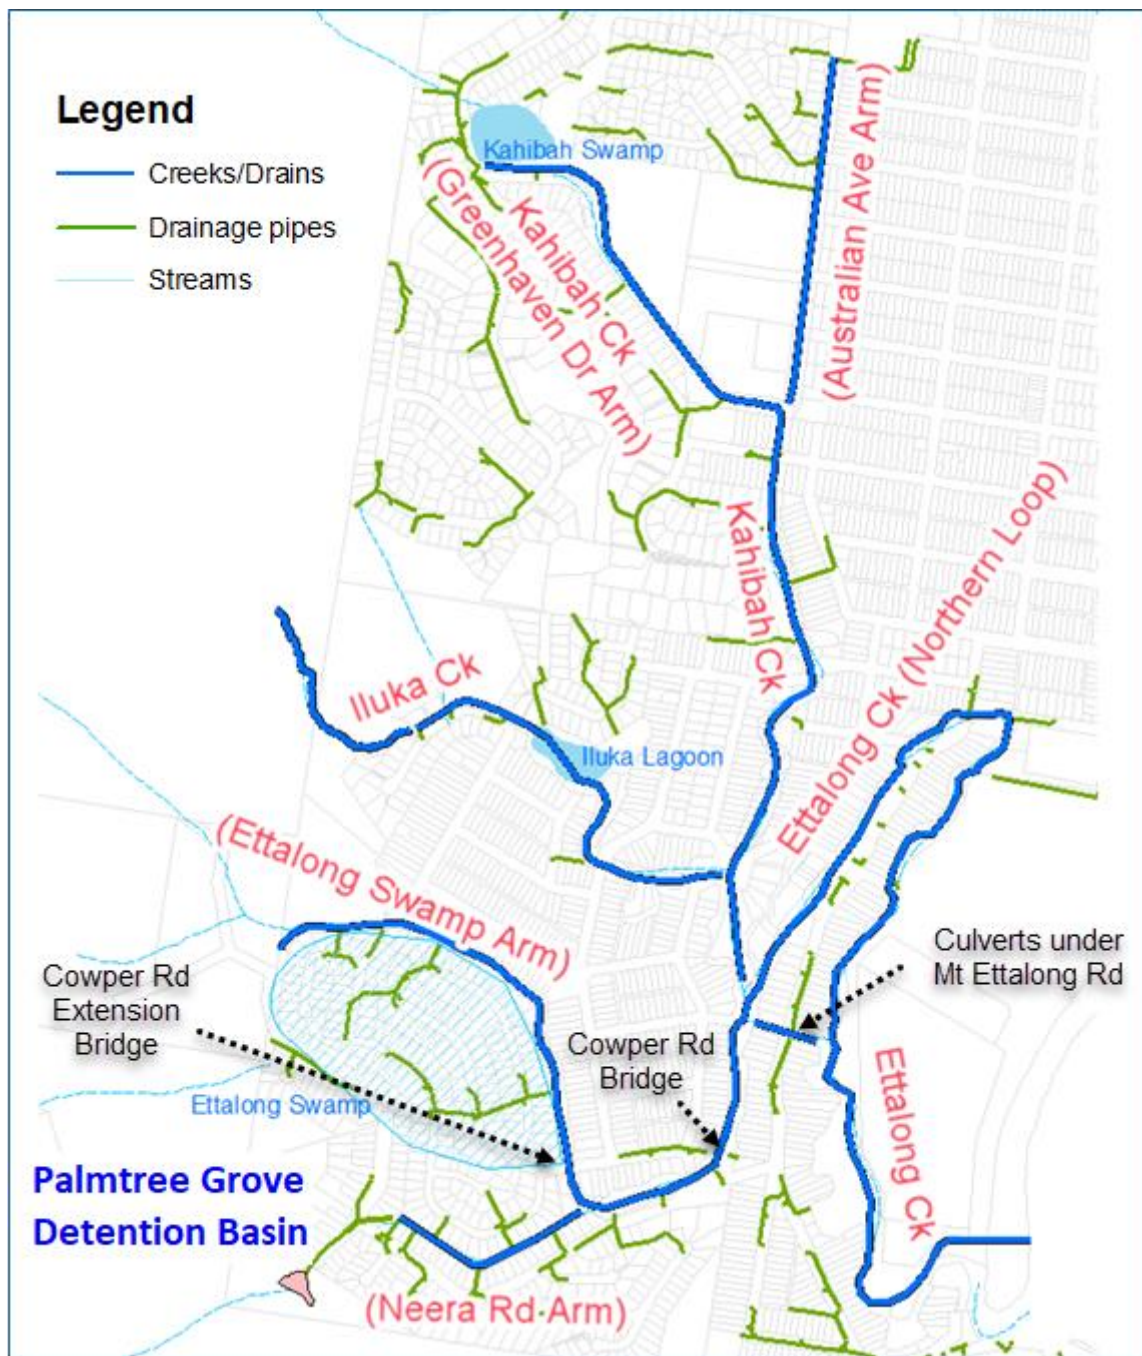 Legend
Creeks/Drains
Drainage pipes
Streams
Kahibah Swamp
Kahibah Ck
(Greenhaven Dr Arm)
(Australian Ave Arm)
Kahibah Ck
Ettalong Ck (Northern Loop)
Iluka Ck
Iluka Lagoon
(Ettalong Swamp Arm)
Cowper Rd
Extension
Bridge
Cowper Rd
Bridge
Culverts under
Mt Ettalong Rd
Ettalong Swamp
Ettalong Ck
Palmtree Grove
Detention Basin
(Neera Rd Arm)